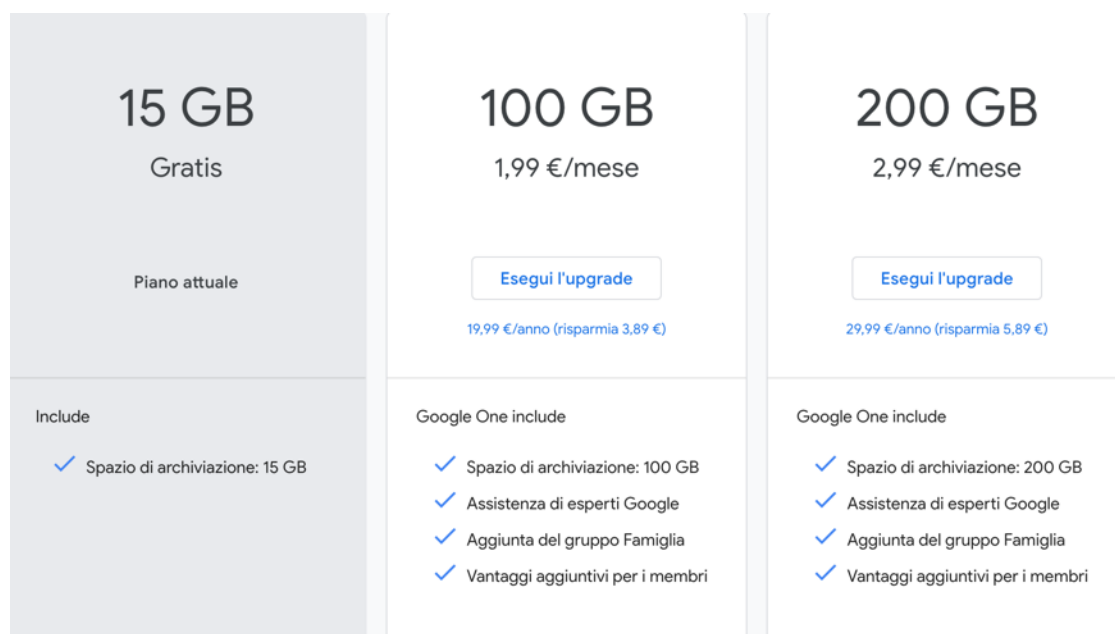 15 GB
Gratis
Piano attuale
Include
Spazio di archiviazione: 15 GB
100 GB
1,99 €/mese
Esegui l'upgrade
19,99 €/anno (risparmia 3,89 €)
Google One include
Spazio di archiviazione: 100 GB
Assistenza di esperti Google
Aggiunta del gruppo Famiglia
Vantaggi aggiuntivi per i membri
200 GB
2,99 €/mese
Esegui l'upgrade
29,99 €/anno (risparmia 5,89 €)
Google One include
Spazio di archiviazione: 200 GB
Assistenza di esperti Google
Aggiunta del gruppo Famiglia
Vantaggi aggiuntivi per i membri